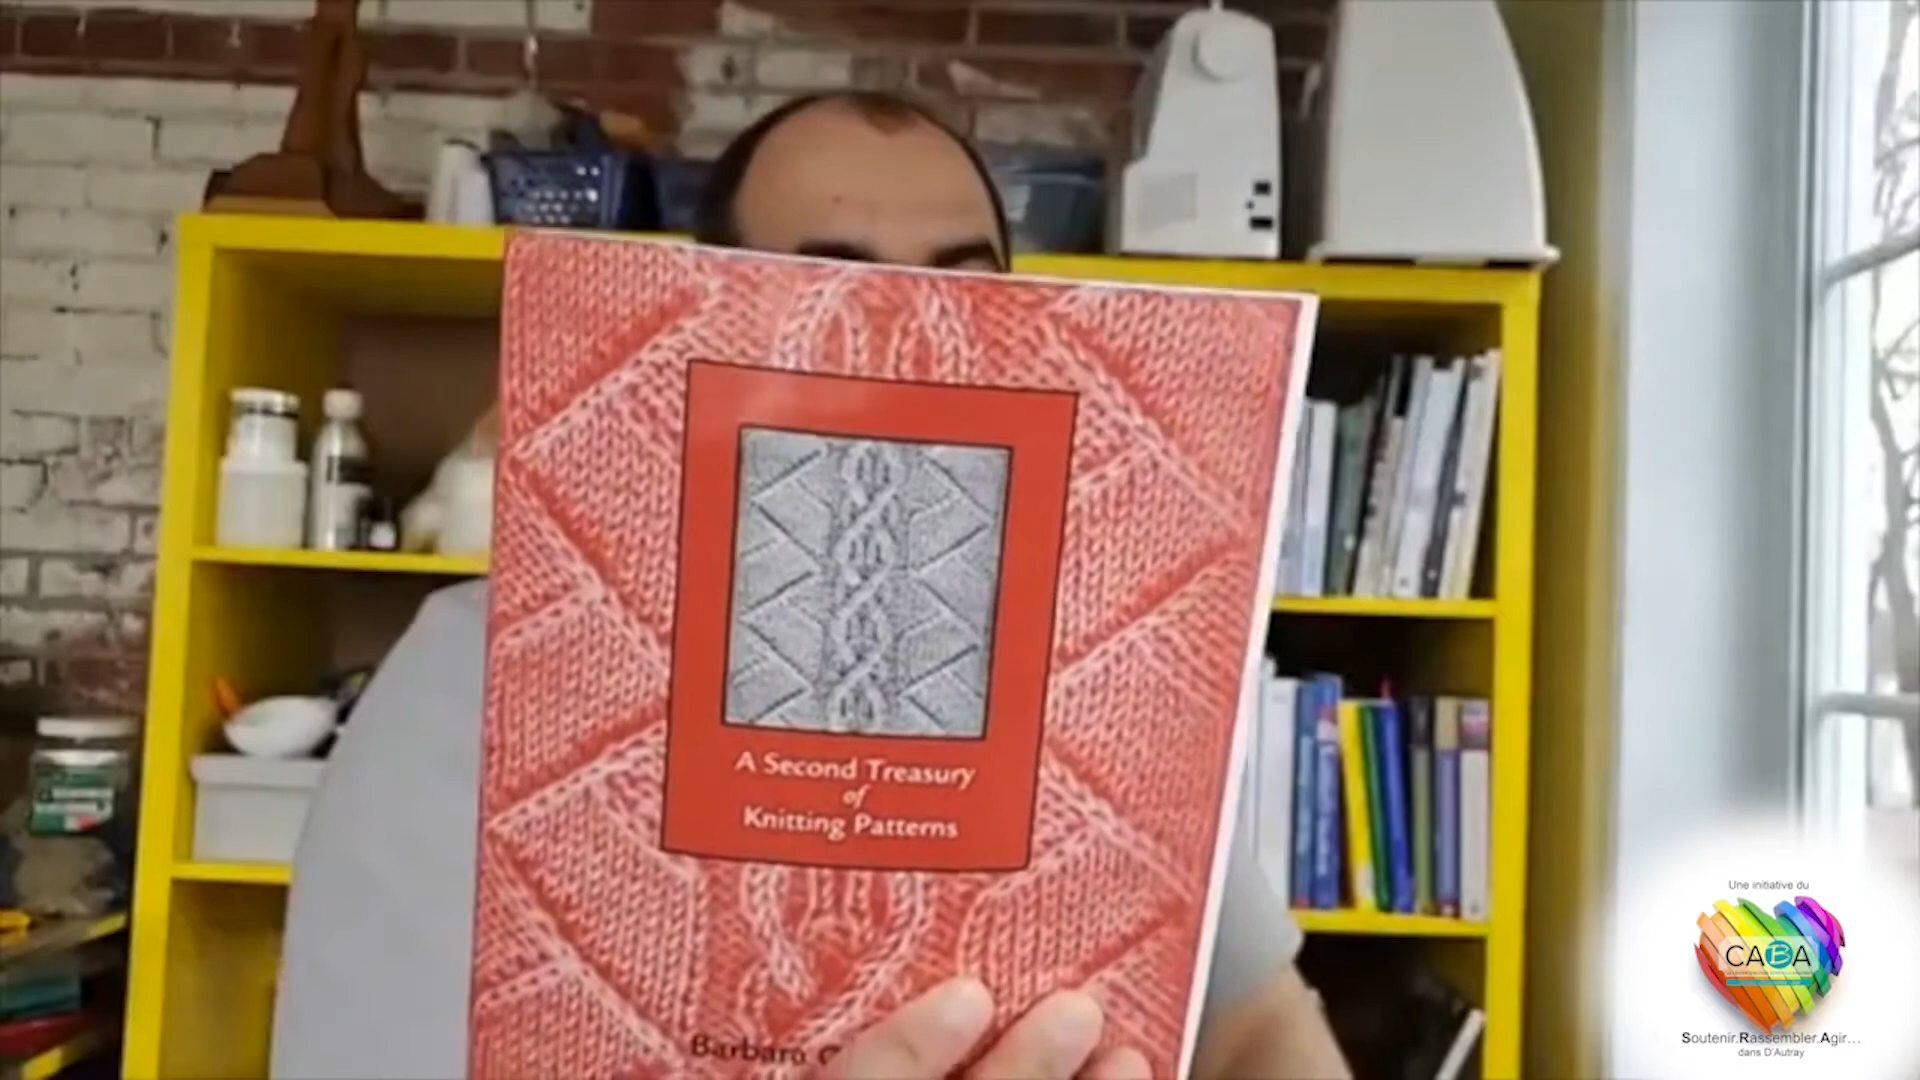 A Second Treasury
of
Knitting Patterns
Barbara
Une initiative du
CABA
Soutenir.Rassembler.Agir...
dans D'Autray